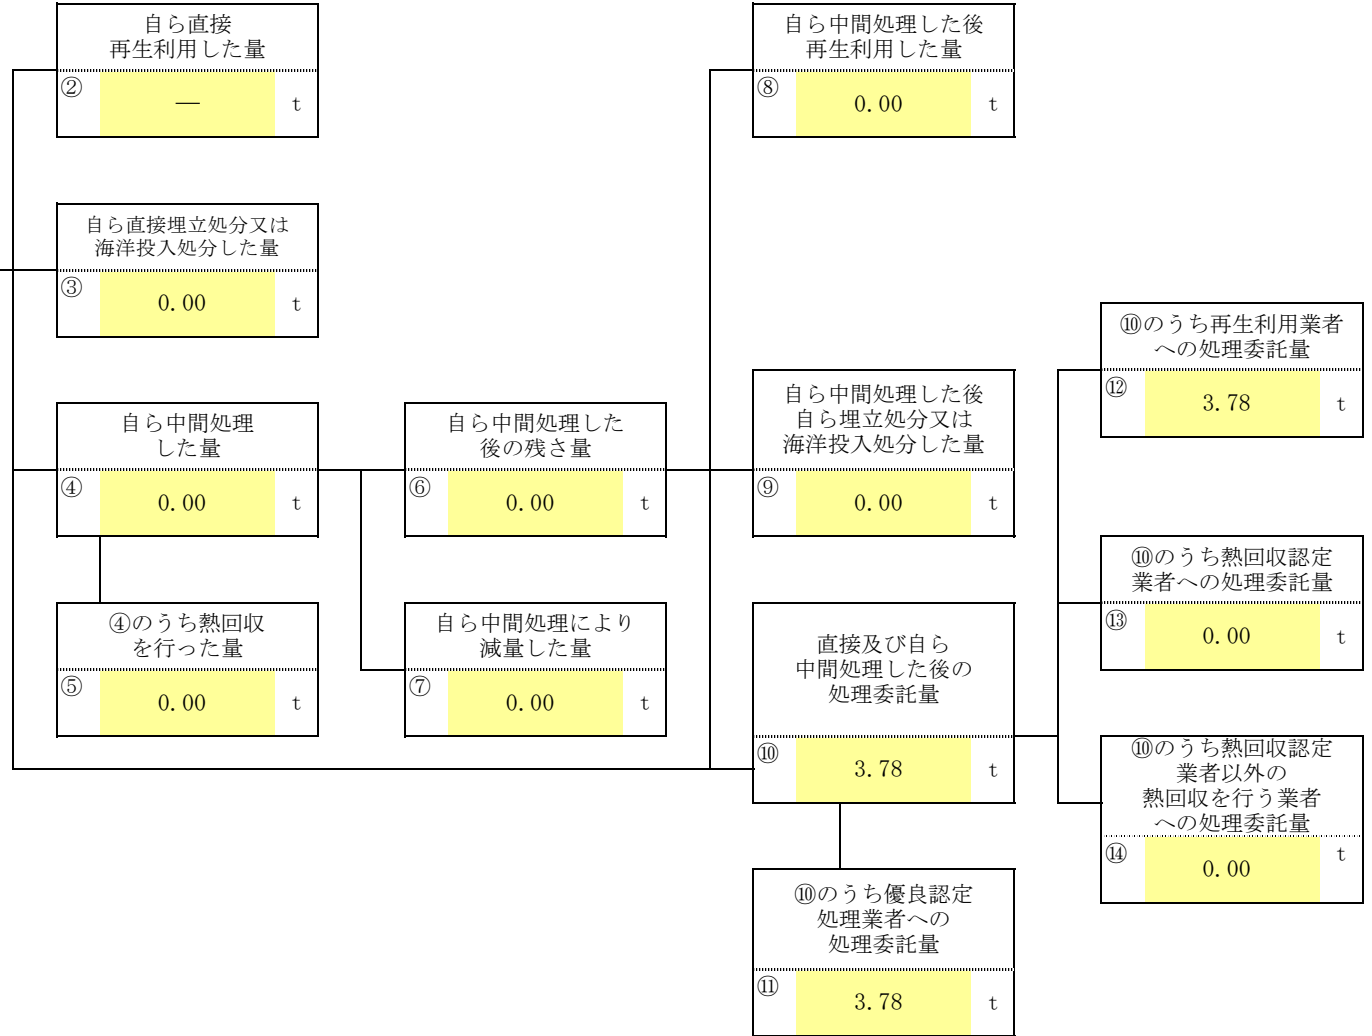 自ら直接
再生利用した量
② ― t
自ら直接埋立処分又は
海洋投入処分した量
③ 0.00 t
自ら中間処理
した量
④ 0.00 t
④のうち熱回収
を行った量
⑤ 0.00 t
自ら中間処理した
後の残さ量
⑥ 0.00 t
自ら中間処理により
減量した量
⑦ 0.00 t
自ら中間処理した後
再生利用した量
⑧ 0.00 t
自ら中間処理した後
自ら埋立処分又は
海洋投入処分した量
⑨ 0.00 t
直接及び自ら
中間処理した後の
処理委託量
⑩ 3.78 t
⑩のうち優良認定
処理業者への
処理委託量
⑪ 3.78 t
⑩のうち再生利用業者
への処理委託量
⑫ 3.78 t
⑩のうち熱回収認定
業者への処理委託量
⑬ 0.00 t
⑩のうち熱回収認定
業者以外の
熱回収を行う業者
への処理委託量
⑭ 0.00 t